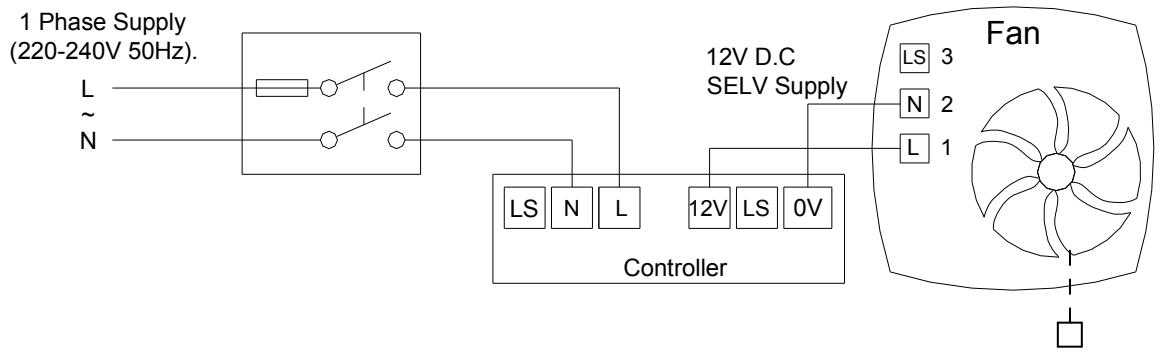 1 Phase Supply
(220-240V 50Hz).
L
~
N
12V D.C
SELV Supply
Fan
LS 3
N 2
L 1
LS N L 12V LS 0V
Controller